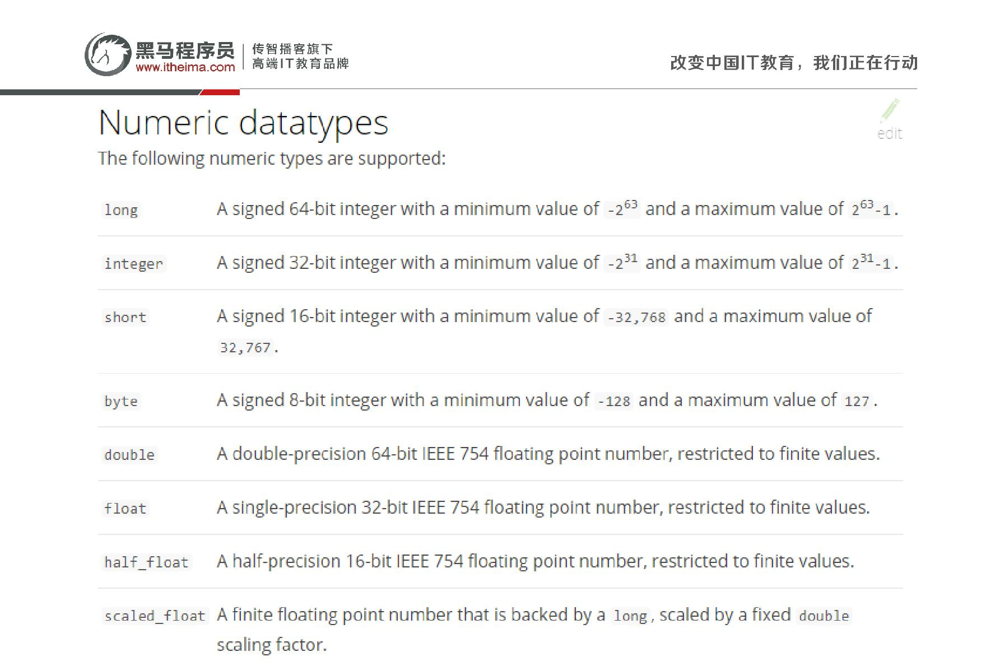 黑马程序员
www.itheima.com
传智播客旗下
高端IT教育品牌
改变中国IT教育，我们正在行动
Numeric datatypes
edit
The following numeric types are supported:
long A signed 64-bit integer with a minimum value of -2⁶³ and a maximum value of 2⁶³-1.
integer A signed 32-bit integer with a minimum value of -2³¹ and a maximum value of 2³¹-1.
short A signed 16-bit integer with a minimum value of -32,768 and a maximum value of
32,767.
byte A signed 8-bit integer with a minimum value of -128 and a maximum value of 127.
double A double-precision 64-bit IEEE 754 floating point number, restricted to finite values.
float A single-precision 32-bit IEEE 754 floating point number, restricted to finite values.
half_float A half-precision 16-bit IEEE 754 floating point number, restricted to finite values.
scaled_float A finite floating point number that is backed by a long, scaled by a fixed double
scaling factor.